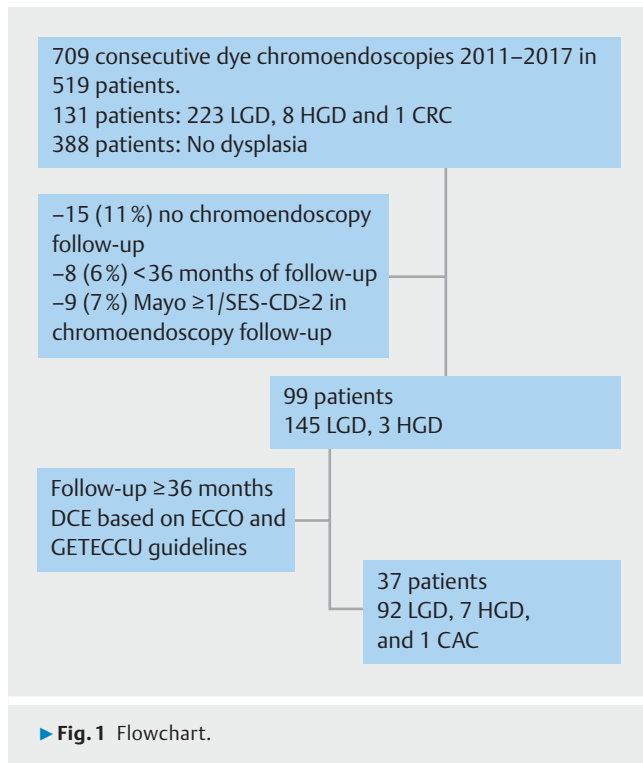 709 consecutive dye chromoendoscopies 2011–2017 in
519 patients.
131 patients: 223 LGD, 8 HGD and 1 CRC
388 patients: No dysplasia
–15 (11 %) no chromoendoscopy
follow-up
–8 (6 %) <36 months of follow-up
–9 (7 %) Mayo ≥1/SES-CD≥2 in
chromoendoscopy follow-up
99 patients
145 LGD, 3 HGD
Follow-up ≥36 months
DCE based on ECCO and
GETECCU guidelines
37 patients
92 LGD, 7 HGD,
and 1 CAC
▶Fig. 1 Flowchart.